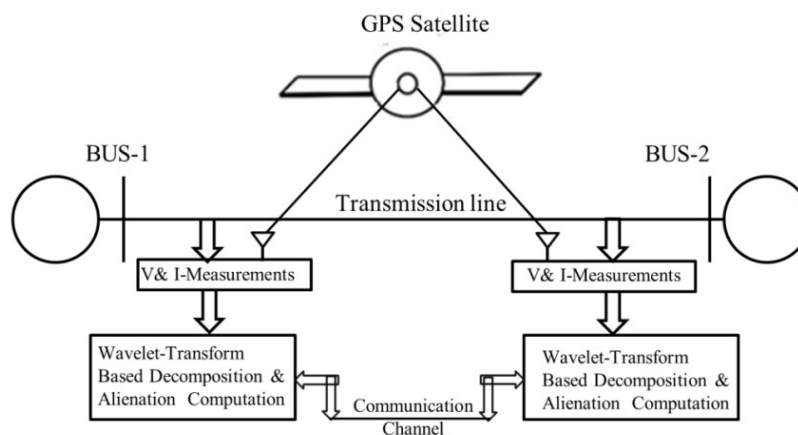 GPS Satellite
BUS-1
BUS-2
Transmission line
V& I-Measurements
V& I-Measurements
Wavelet-Transform
Based Decomposition &
Alienation Computation
Wavelet-Transform
Based Decomposition &
Alienation Computation
Communication
Channel